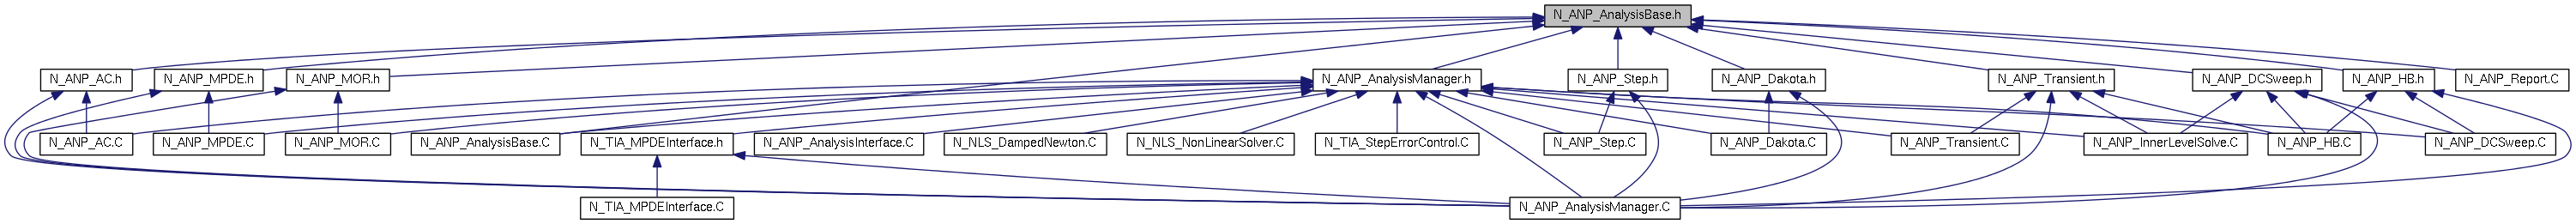 N_ANP_AnalysisBase.h
N_ANP_AC.h
N_ANP_MPDE.h
N_ANP_MOR.h
N_ANP_AnalysisManager.h
N_ANP_Step.h
N_ANP_Dakota.h
N_ANP_Transient.h
N_ANP_DCSweep.h
N_ANP_HB.h
N_ANP_Report.C
N_ANP_AC.C
N_ANP_MPDE.C
N_ANP_MOR.C
N_ANP_AnalysisBase.C
N_TIA_MPDEInterface.h
N_ANP_AnalysisInterface.C
N_NLS_DampedNewton.C
N_NLS_NonLinearSolver.C
N_TIA_StepErrorControl.C
N_ANP_Step.C
N_ANP_Dakota.C
N_ANP_Transient.C
N_ANP_InnerLevelSolve.C
N_ANP_HB.C
N_ANP_DCSweep.C
N_TIA_MPDEInterface.C
N_ANP_AnalysisManager.C